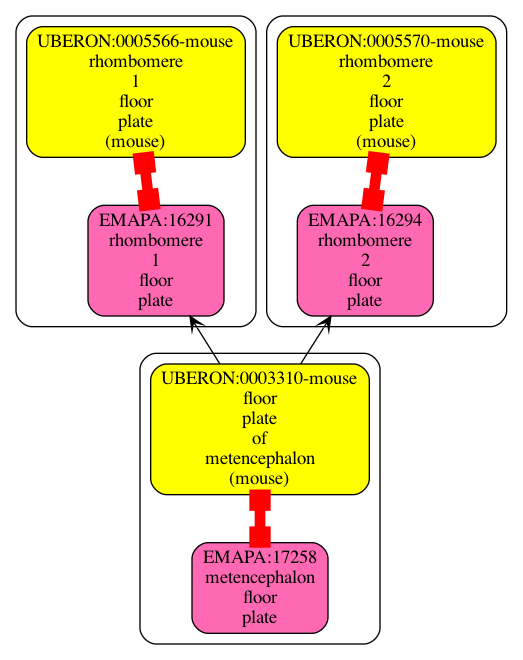 UBERON:0005566-mouse
rhombomere
1
floor
plate
(mouse)
UBERON:0005570-mouse
rhombomere
2
floor
plate
(mouse)
EMAPA:16291
rhombomere
1
floor
plate
EMAPA:16294
rhombomere
2
floor
plate
UBERON:0003310-mouse
floor
plate
of
metencephalon
(mouse)
EMAPA:17258
metencephalon
floor
plate